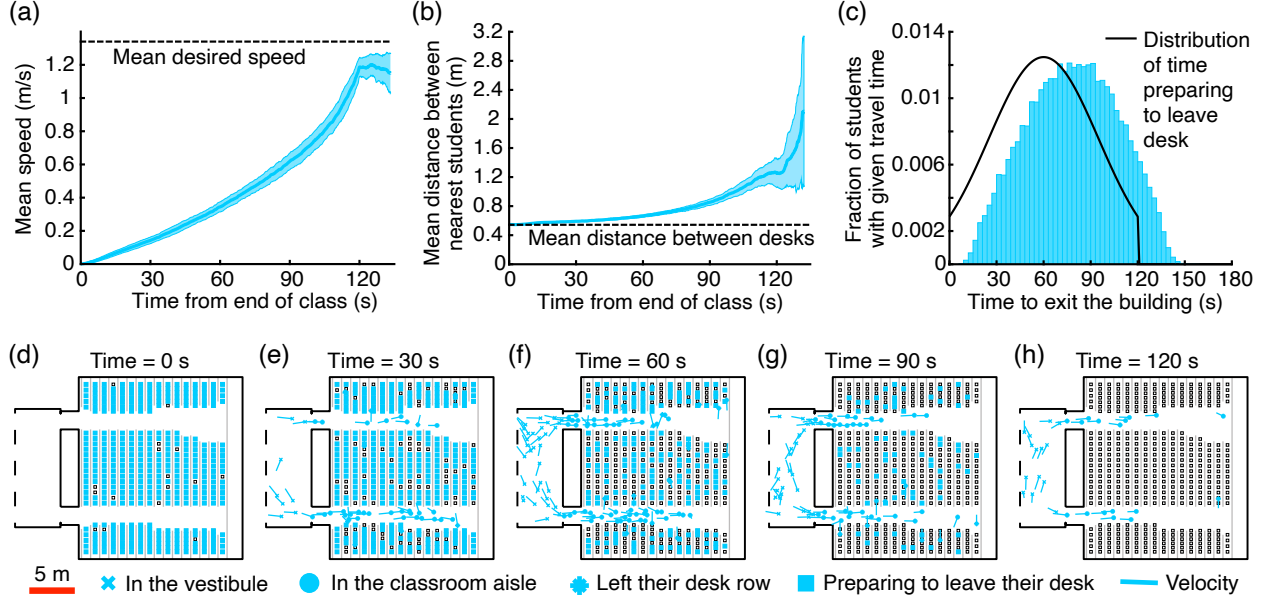 (a)
Mean speed (m/s)
1.2
1
0.8
0.6
0.4
0.2
0
Mean desired speed
0 30 60 90 120
Time from end of class (s)
(b)
Mean distance between
nearest students (m)
3.2
2.8
2.4
2
1.6
1.2
0.8
0.4
Mean distance between desks
0 30 60 90 120
Time from end of class (s)
(c)
Fraction of students
with given travel time
0.014
0.01
0.006
0.002
0
Distribution
of time
preparing
to leave
desk
0 30 60 90 120 150 180
Time to exit the building (s)
(d) Time = 0 s
(e) Time = 30 s
(f) Time = 60 s
(g) Time = 90 s
(h) Time = 120 s
5 m
In the vestibule
In the classroom aisle
Left their desk row
Preparing to leave their desk
Velocity